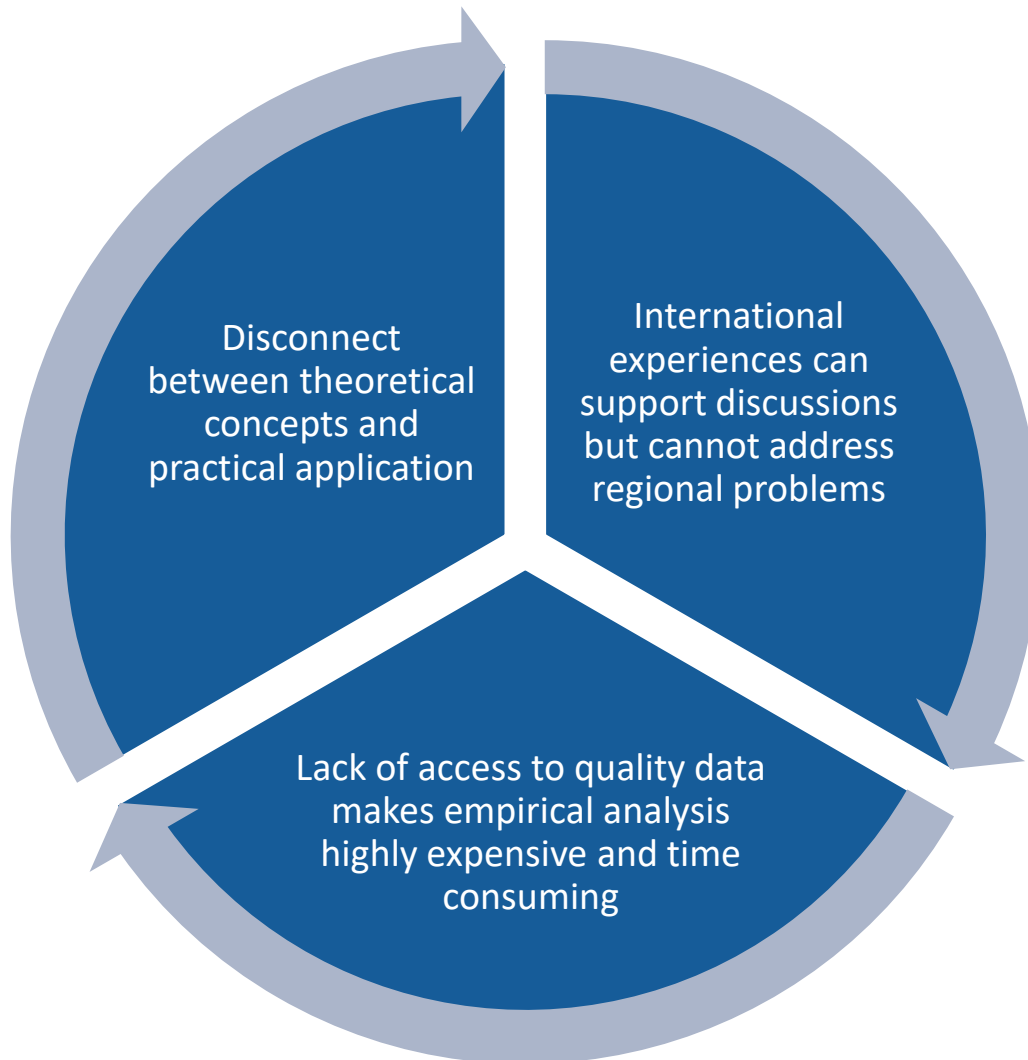 Disconnect
between theoretical
concepts and
practical application
International
experiences can
support discussions
but cannot address
regional problems
Lack of access to quality data
makes empirical analysis
highly expensive and time
consuming